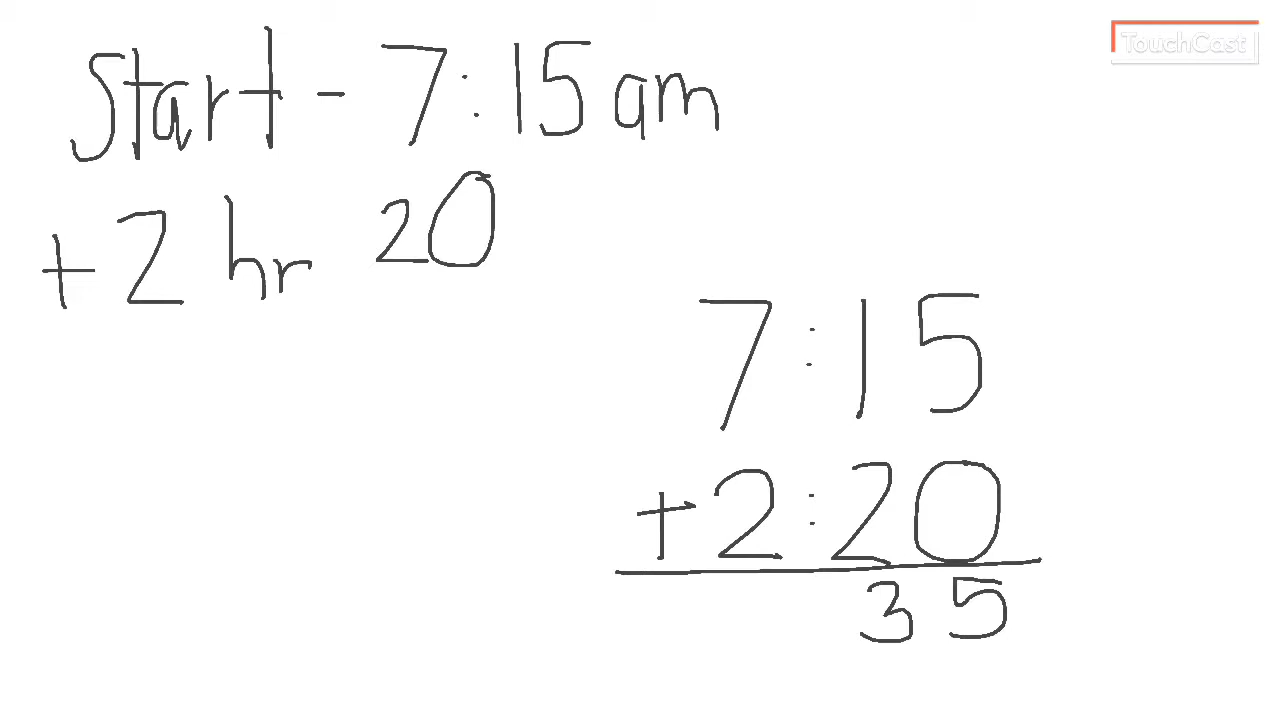 Start - 7:15 am
TouchCast
+ 2 hr 20
7:15
+ 2:20
35